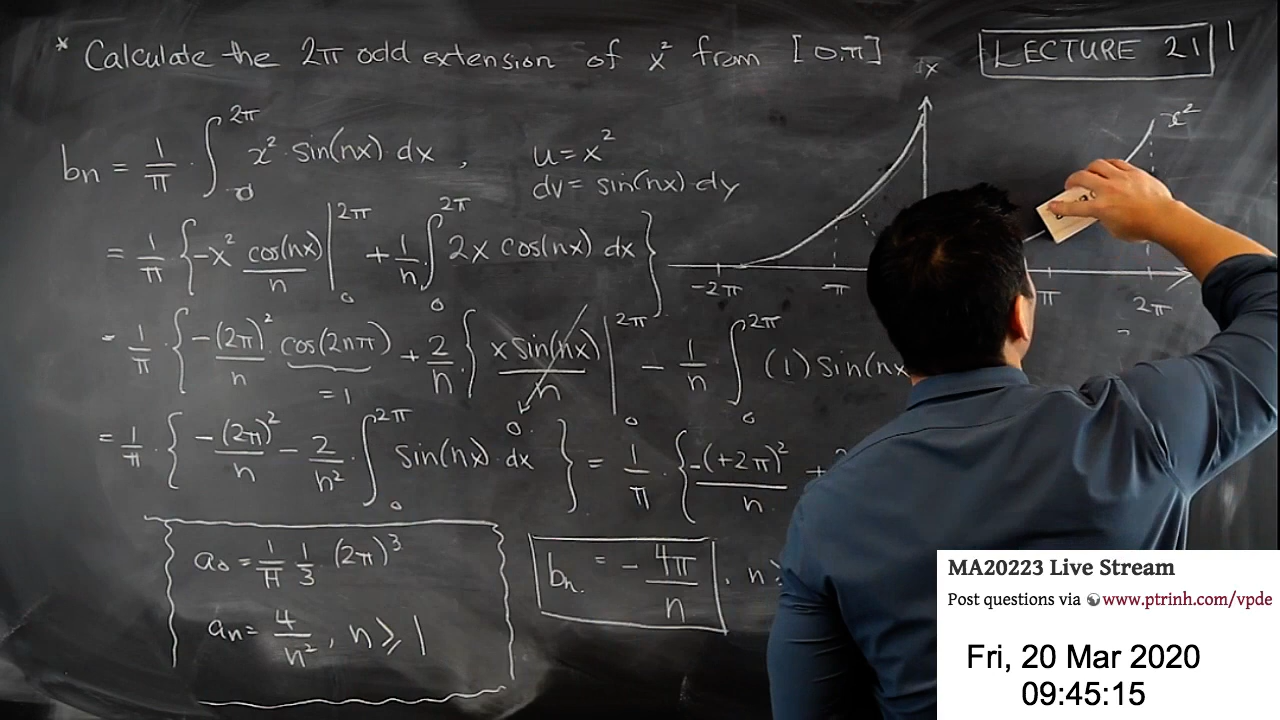 * Calculate the 2π odd extension of x² from [0,π]
LECTURE 21
bn = 1/π · ∫_0^{2π} x² · sin(nx) · dx , u = x²
dv = sin(nx) · dy
= 1/π · { -x² cos(nx)/n |_0^{2π} + 1/n · ∫_0^{2π} 2x cos(nx) dx }
= 1/π · { -(2π)²/n · cos(2nπ) + 2/n · { x sin(nx)/n |_0^{2π} - 1/n ∫_0^{2π} (1) sin(nx
= 1
0
= 1/π · { -(2π)²/n - 2/n² ∫_0^{2π} sin(nx) · dx } = 1/π · { -(+2π)²/n +
a₀ = 1/π 1/3 · (2π)³
an = 4/n² , n ≥ 1
bn = - 4π/n , n ≥
x²
-2π -π π 2π
MA20223 Live Stream
Post questions via www.ptrinh.com/vpde
Fri, 20 Mar 2020
09:45:15